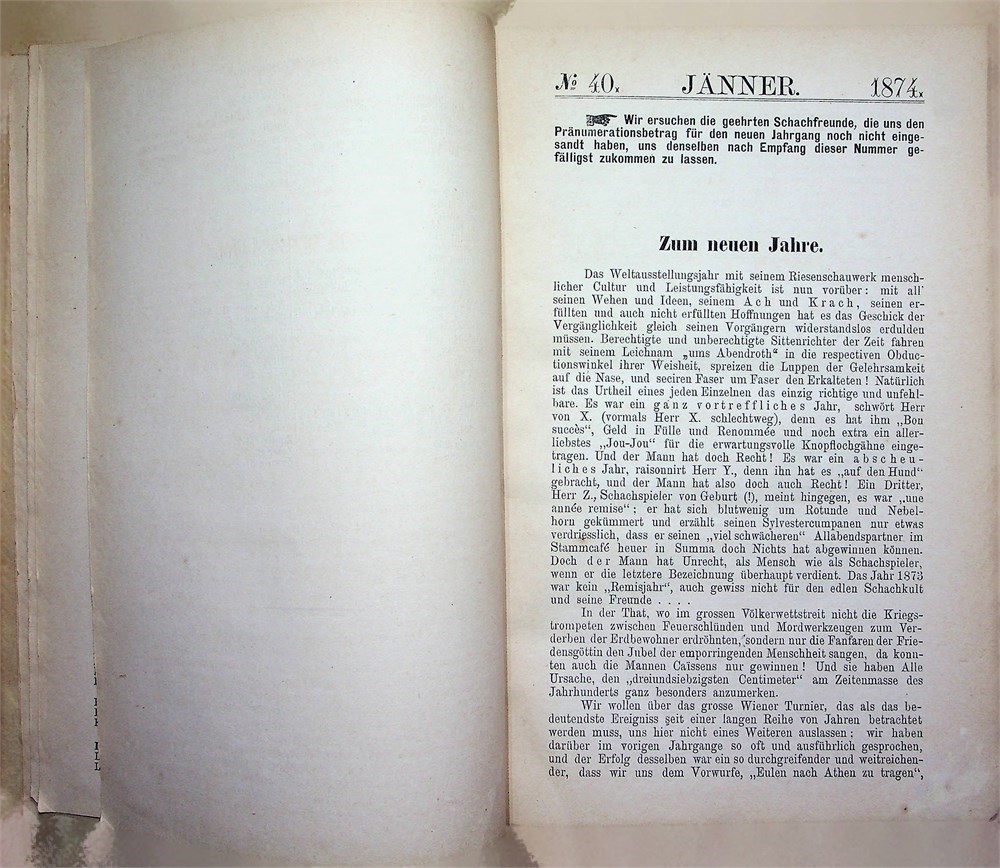 № 40. JÄNNER. 1874.
Wir ersuchen die geehrten Schachfreunde, die uns den
Pränumerationsbetrag für den neuen Jahrgang noch nicht einge-
sandt haben, uns denselben nach Empfang dieser Nummer ge-
fälligst zukommen zu lassen.
Zum neuen Jahre.
Das Weltausstellungsjahr mit seinem Riesenschauwerk mensch-
licher Cultur und Leistungsfähigkeit ist nun vorüber: mit all'
seinen Wehen und Ideen, seinem Ach und Krach, seinen er-
füllten und auch nicht erfüllten Hoffnungen hat es das Geschick der
Vergänglichkeit gleich seinen Vorgängern widerstandslos erdulden
müssen. Berechtigte und unberechtigte Sittenrichter der Zeit fahren
mit seinem Leichnam „ums Abendroth“ in die respectiven Obduc-
tionswinkel ihrer Weisheit, spreizen die Luppen der Gelehrsamkeit
auf die Nase, und seciren Faser um Faser den Erkalteten! Natürlich
ist das Urtheil eines jeden Einzelnen das einzig richtige und unfehl-
bare. Es war ein ganz vortreffliches Jahr, schwört Herr
von X. (vormals Herr X. schlechtweg), denn es hat ihm „Bon
succès“, Geld in Fülle und Renommée und noch extra ein aller-
liebstes „Jou-Jou“ für die erwartungsvolle Knopflochgähne einge-
tragen. Und der Mann hat doch Recht! Es war ein abscheu-
liches Jahr, raisonnirt Herr Y., denn ihn hat es „auf den Hund“
gebracht, und der Mann hat also doch auch Recht! Ein Dritter,
Herr Z., Schachspieler von Geburt (!), meint hingegen, es war „une
année remise“; er hat sich blutwenig um Rotunde und Nebel-
horn gekümmert und erzählt seinen Sylvestercumpanen nur etwas
verdriesslich, dass er seinen „viel schwächeren“ Allabendspartner im
Stammcafé heuer in Summa doch Nichts hat abgewinnen können.
Doch der Mann hat Unrecht, als Mensch wie als Schachspieler,
wenn er die letztere Bezeichnung überhaupt verdient. Das Jahr 1873
war kein „Remisjahr“, auch gewiss nicht für den edlen Schachkult
und seine Freunde . . . .
In der That, wo im grossen Völkerwettstreit nicht die Kriegs-
trompeten zwischen Feuerschlünden und Mordwerkzeugen zum Ver-
derben der Erdbewohner erdröhnten, sondern nur die Fanfaren der Frie-
densgöttin den Jubel der emporringenden Menschheit sangen, da konn-
ten auch die Mannen Caïssens nur gewinnen! Und sie haben Alle
Ursache, den „dreiundsiebzigsten Centimeter“ am Zeitenmasse des
Jahrhunderts ganz besonders anzumerken.
Wir wollen über das grosse Wiener Turnier, das als das be-
deutendste Ereigniss seit einer langen Reihe von Jahren betrachtet
werden muss, uns hier nicht eines Weiteren auslassen; wir haben
darüber im vorigen Jahrgange so oft und ausführlich gesprochen,
und der Erfolg desselben war ein so durchgreifender und weitreichen-
der, dass wir uns dem Vorwurfe, „Eulen nach Athen zu tragen“,